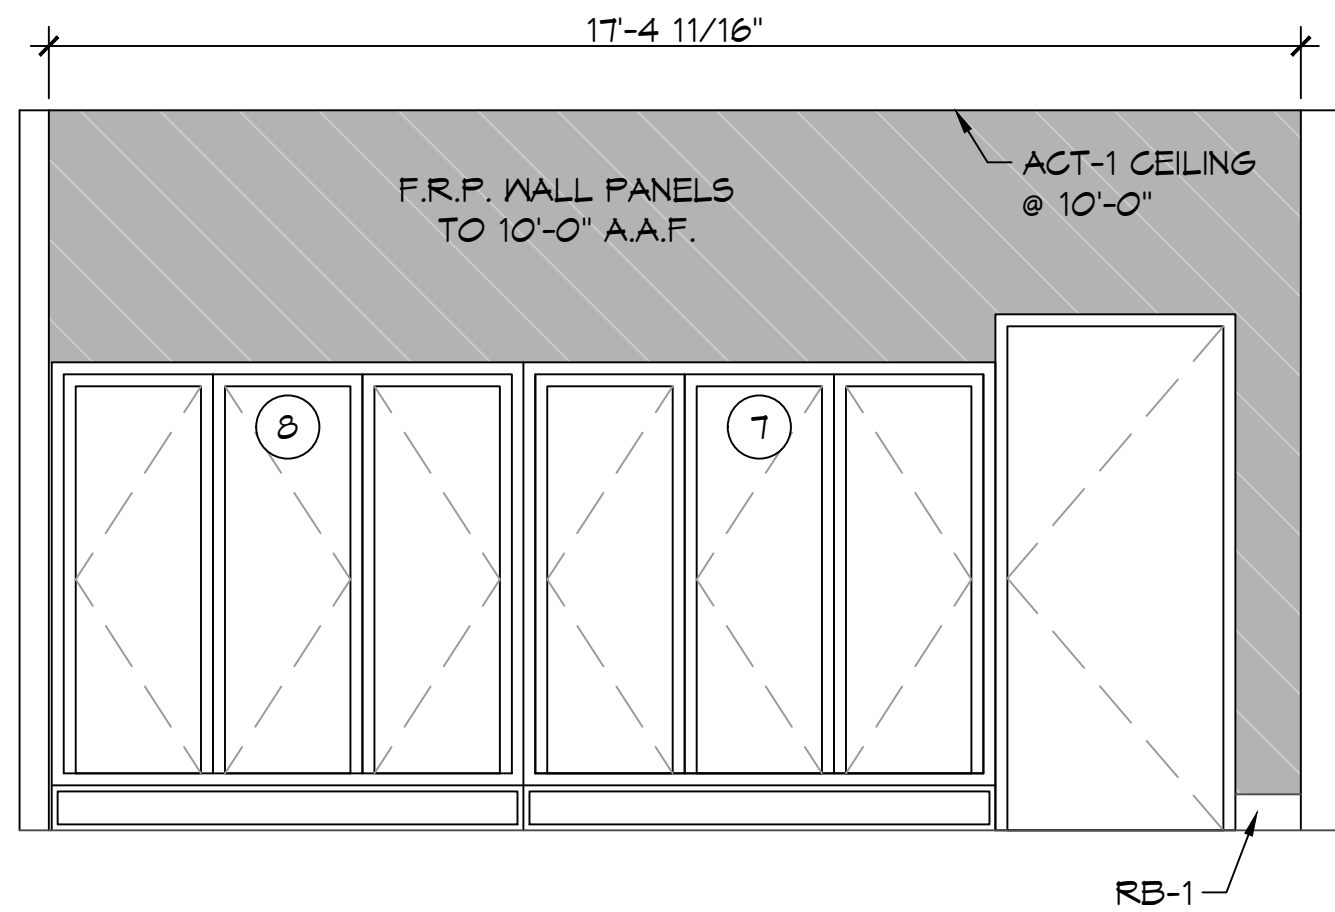 17'-4 11/16"
ACT-1 CEILING
@ 10'-0"
F.R.P. WALL PANELS
TO 10'-0" A.A.F.
8
7
RB-1